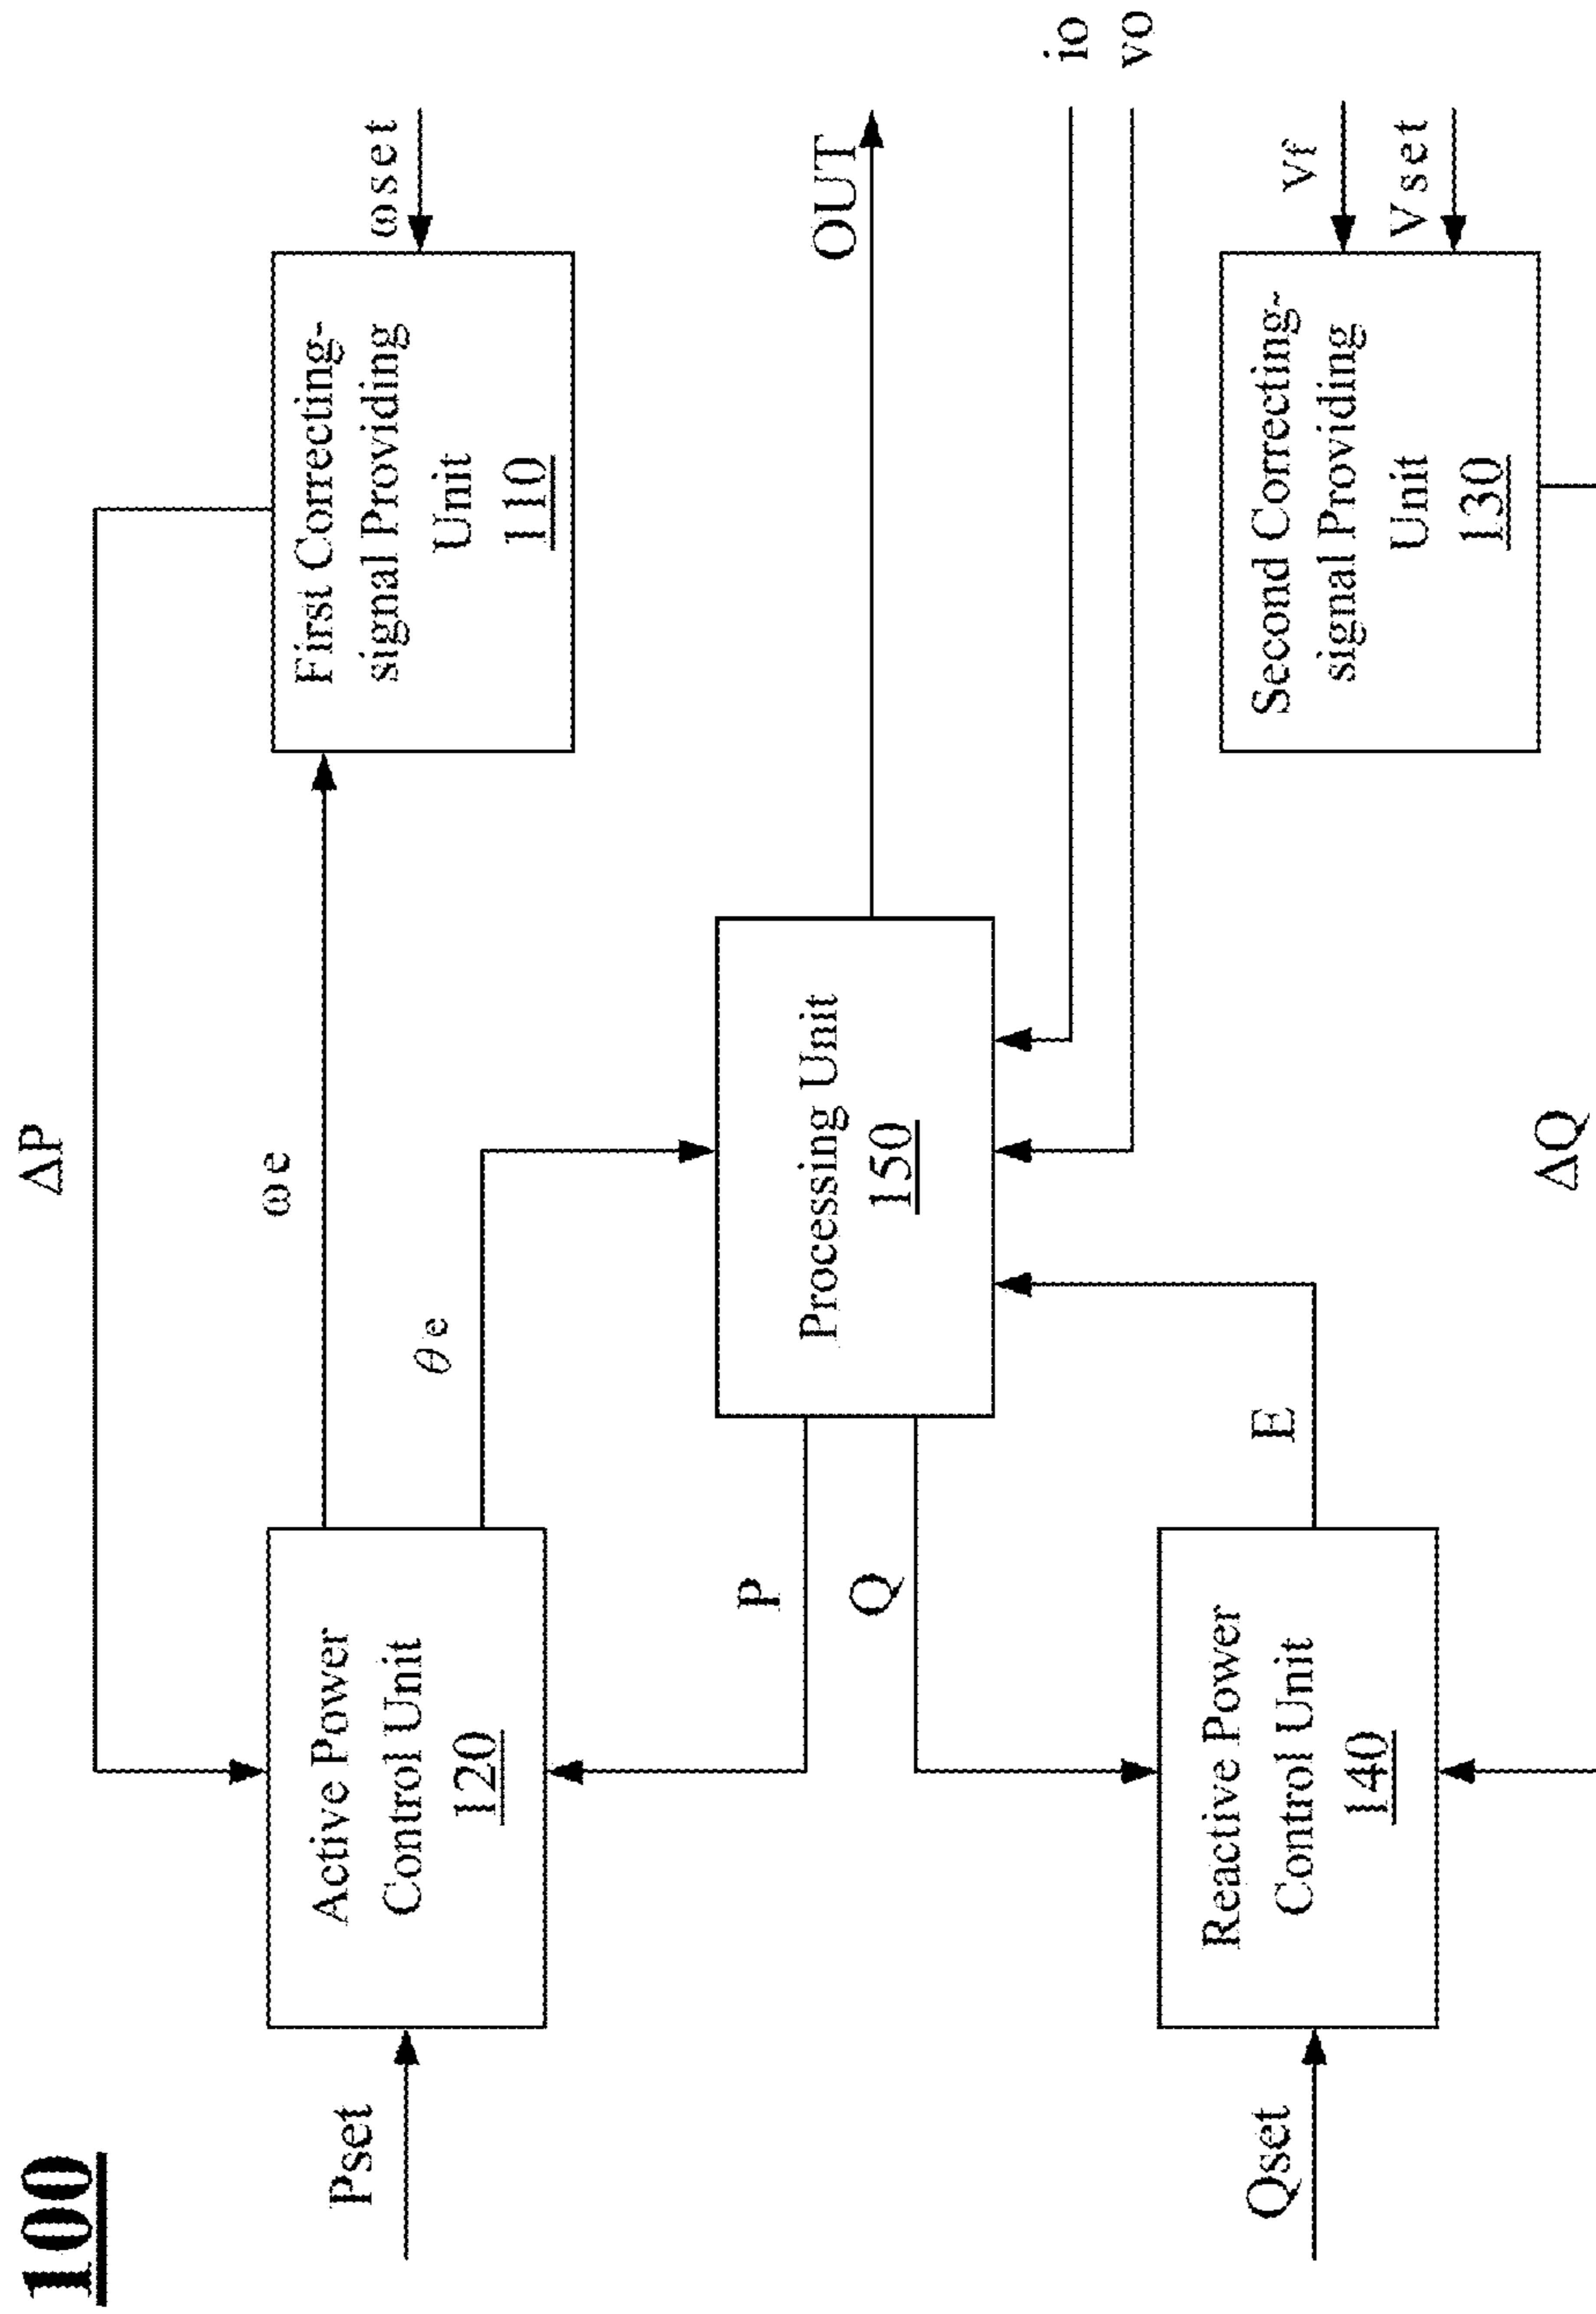 100
ΔP
ωe
ωset
First Correcting-
signal Providing
Unit
110
Pset
Active Power
Control Unit
120
θe
P
Q
Processing Unit
150
OUT
io
vo
Qset
Reactive Power
Control Unit
140
E
Vf
Vset
Second Correcting-
signal Providing
Unit
130
ΔQ